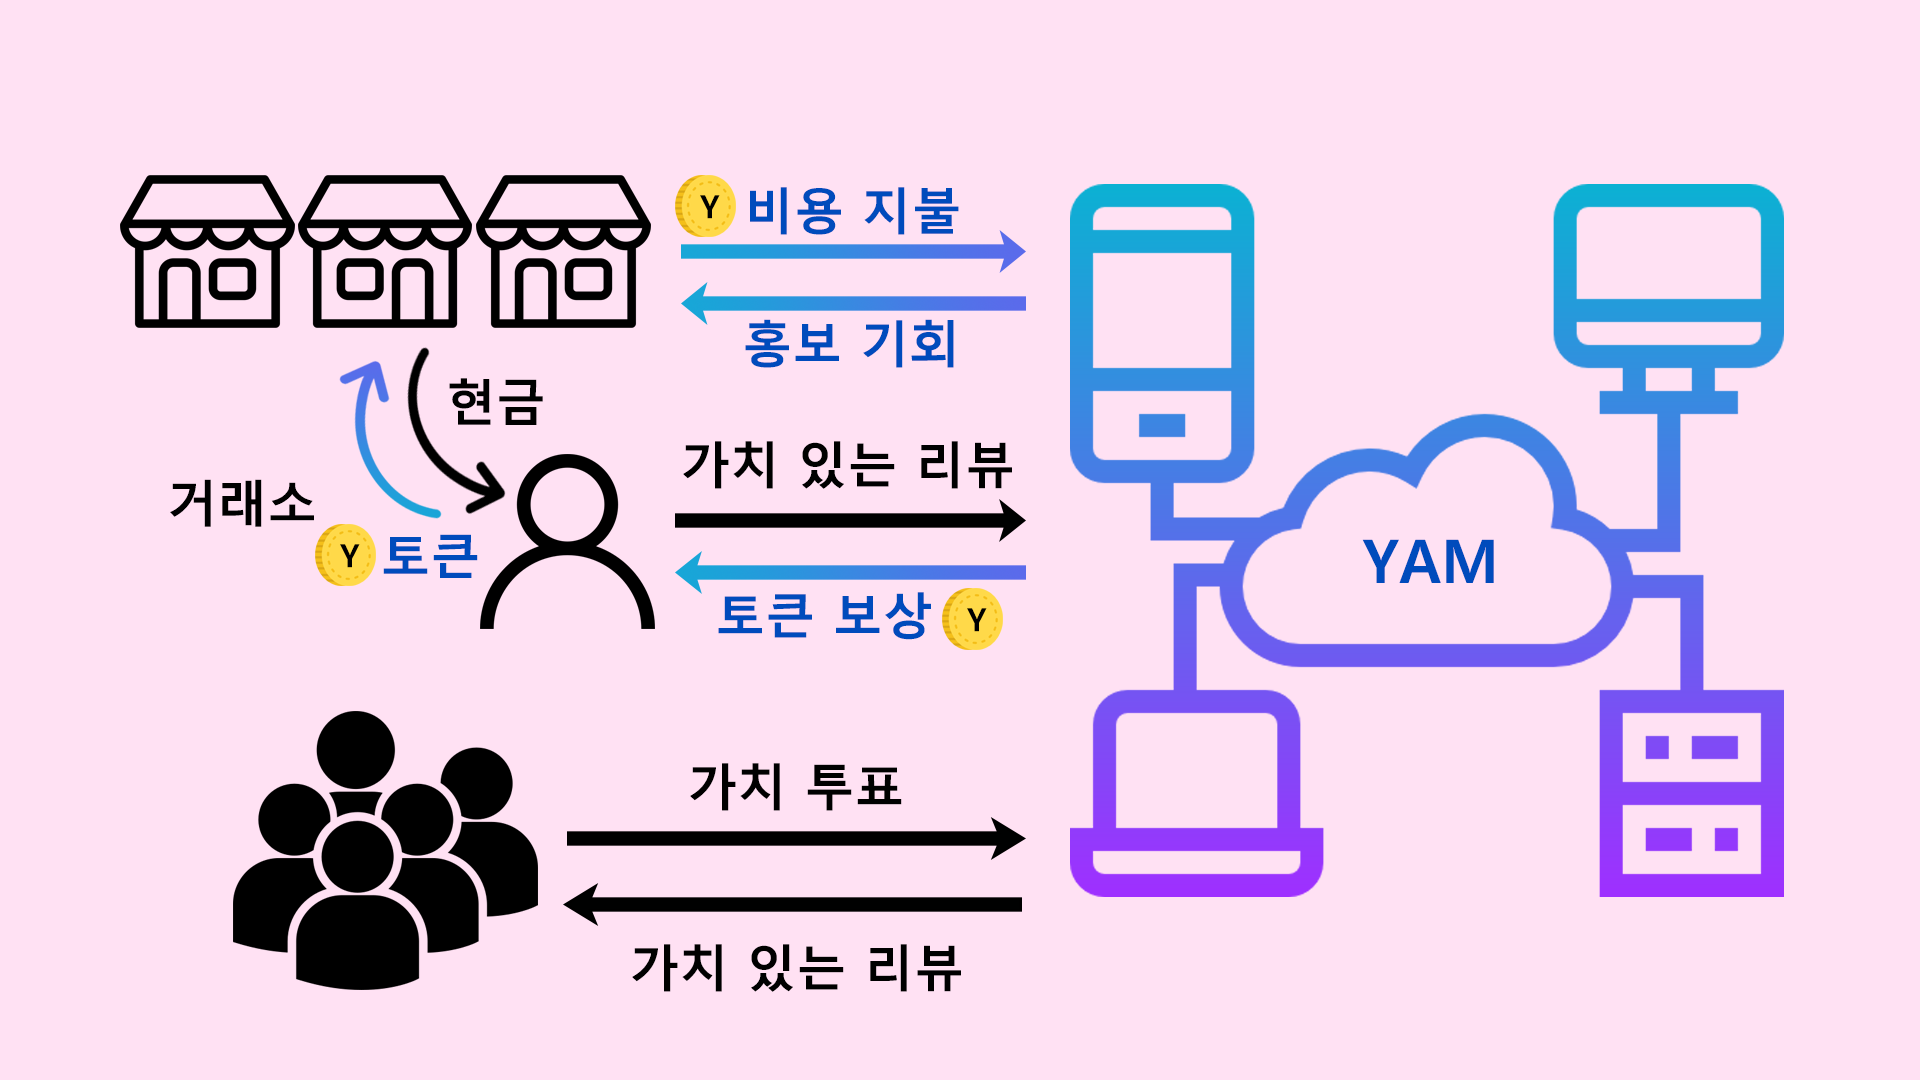 Y 비용 지불
홍보 기회
현금
거래소
Y 토큰
가치 있는 리뷰
토큰 보상 Y
YAM
가치 투표
가치 있는 리뷰